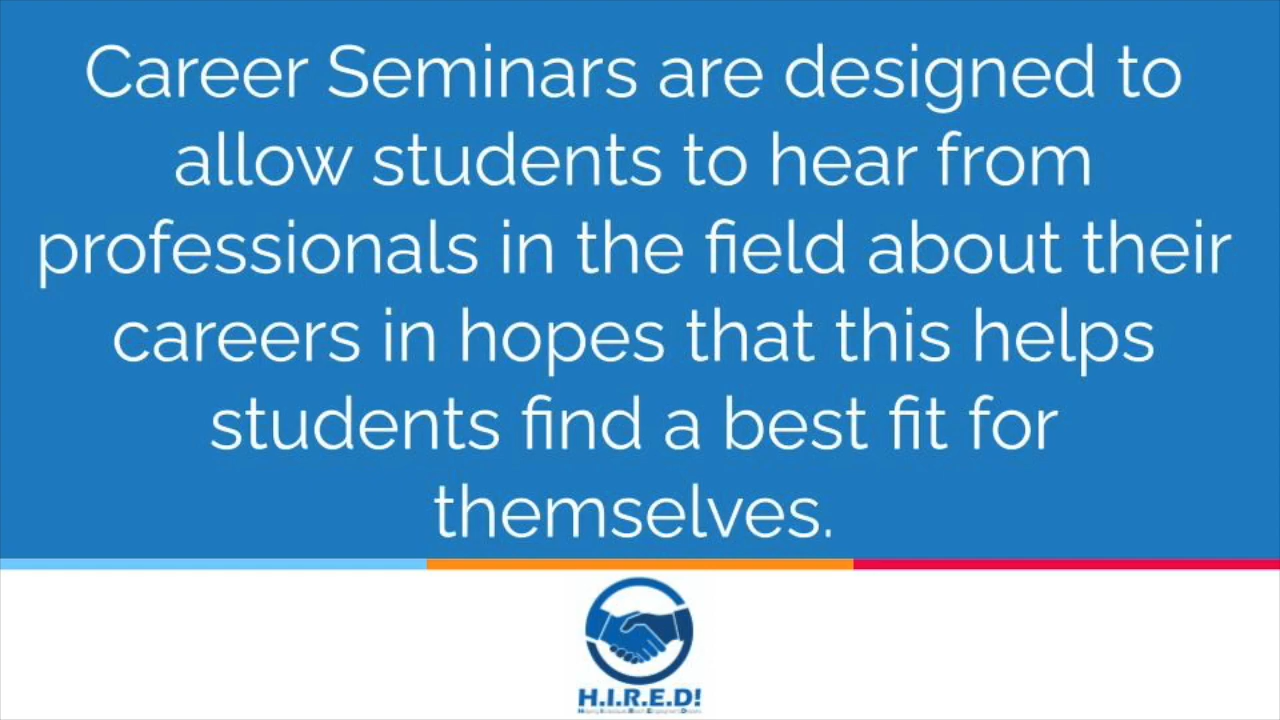 Career Seminars are designed to
allow students to hear from
professionals in the field about their
careers in hopes that this helps
students find a best fit for
themselves.
H.I.R.E.D!